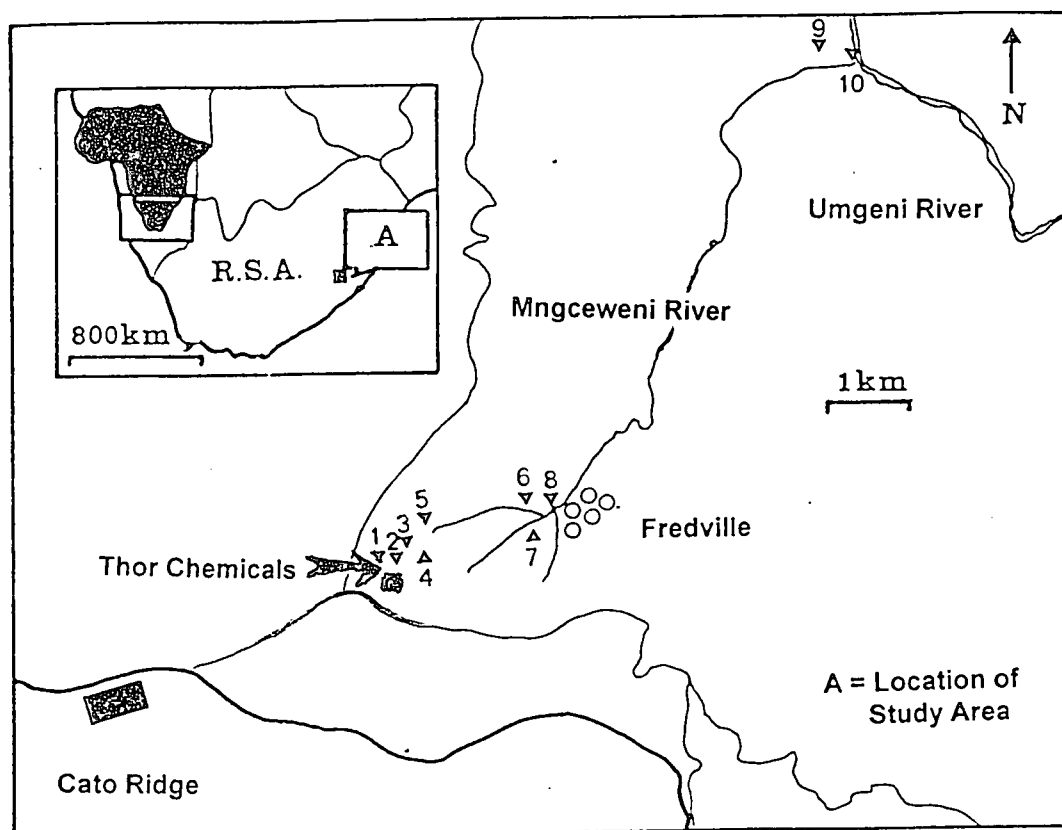 9
10
N
Umgeni River
A
R.S.A.
800km
Mngceweni River
1km
5
6
8
3
1
2
Fredville
7
4
Thor Chemicals
A = Location of
Study Area
Cato Ridge